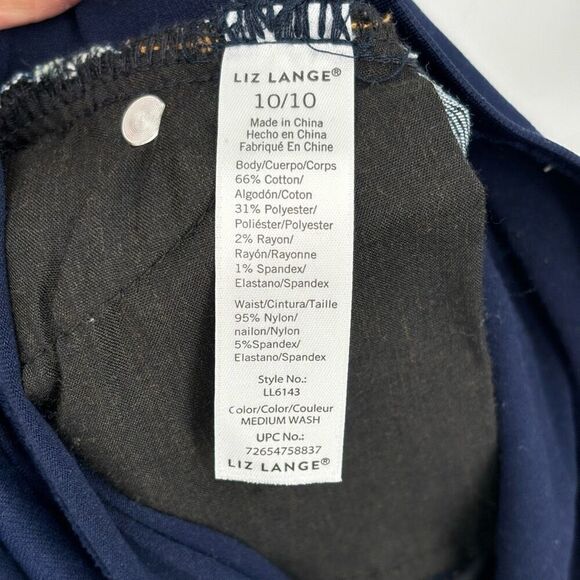 LIZ LANGE®
10/10
Made in China
Hecho en China
Fabriqué En Chine
Body/Cuerpo/Corps
66% Cotton/
Algodón/Coton
31% Polyester/
Poliéster/Polyester
2% Rayon/
Rayón/Rayonne
1% Spandex/
Elastano/Spandex
Waist/Cintura/Taille
95% Nylon/
nailon/Nylon
5%Spandex/
Elastano/Spandex
Style No.:
LL6143
Color/Color/Couleur
MEDIUM WASH
UPC No.:
72654758837
LIZ LANGE®